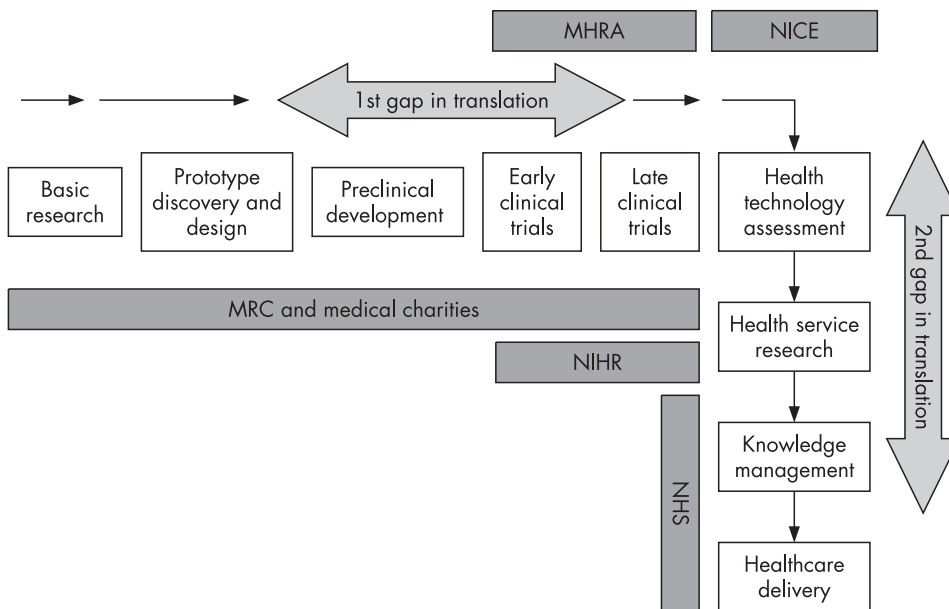 MHRA
NICE
1st gap in translation
Basic
research
Prototype
discovery and
design
Preclinical
development
Early
clinical
trials
Late
clinical
trials
Health
technology
assessment
2nd gap in translation
MRC and medical charities
Health service
research
NIHR
Knowledge
management
NHS
Healthcare
delivery